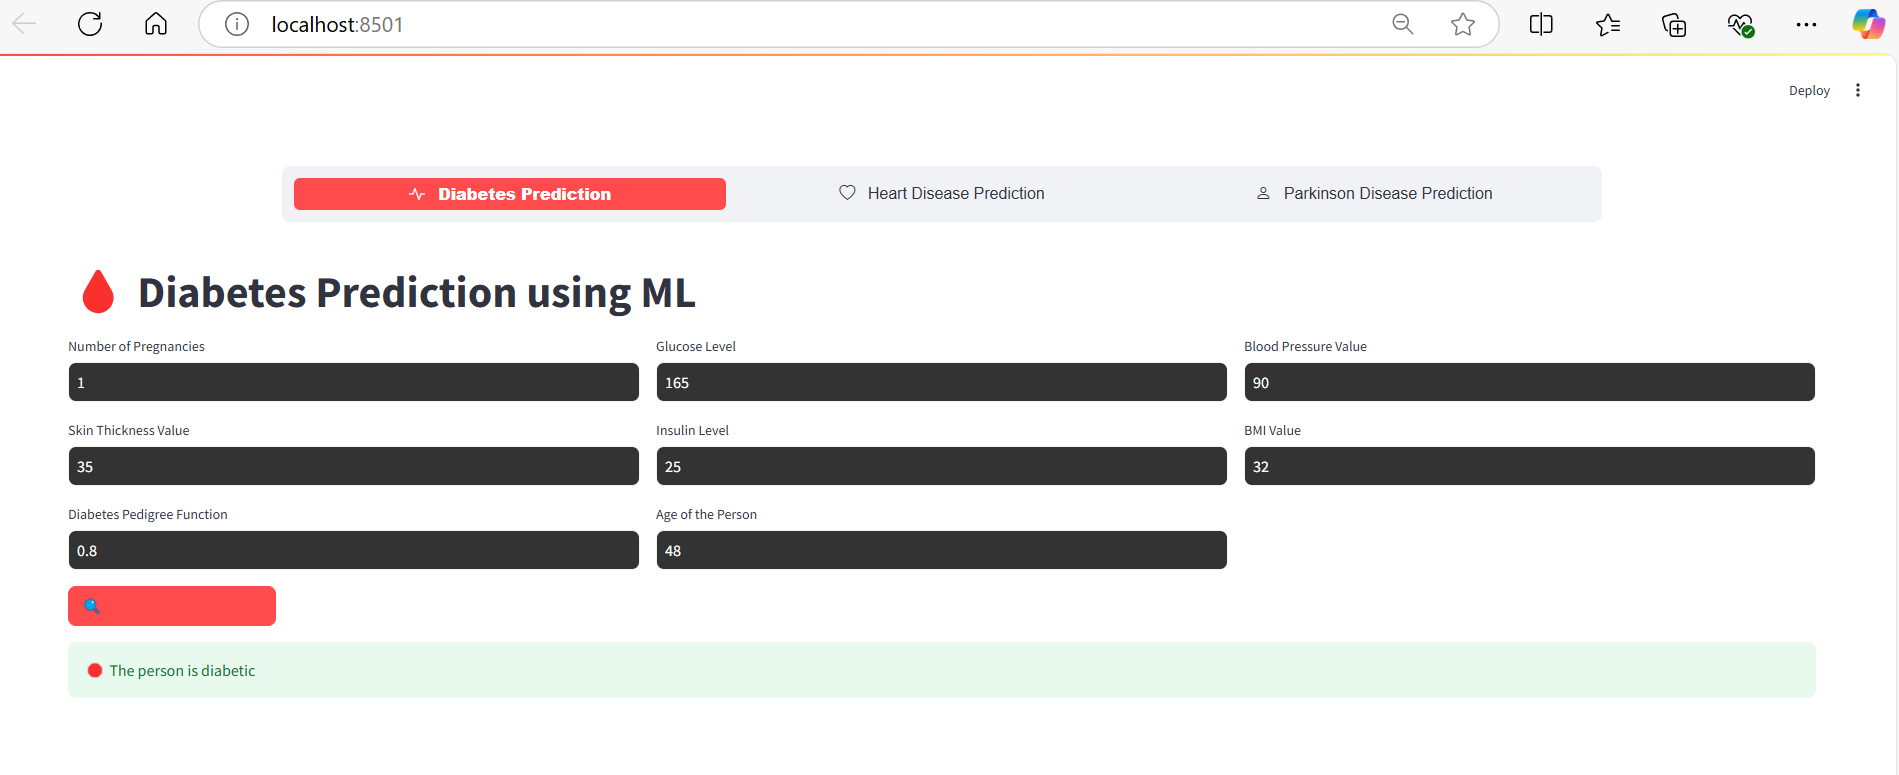 localhost:8501
Deploy
Diabetes Prediction
Heart Disease Prediction
Parkinson Disease Prediction
Diabetes Prediction using ML
Number of Pregnancies
Glucose Level
Blood Pressure Value
1
165
90
Skin Thickness Value
Insulin Level
BMI Value
35
25
32
Diabetes Pedigree Function
Age of the Person
0.8
48
The person is diabetic